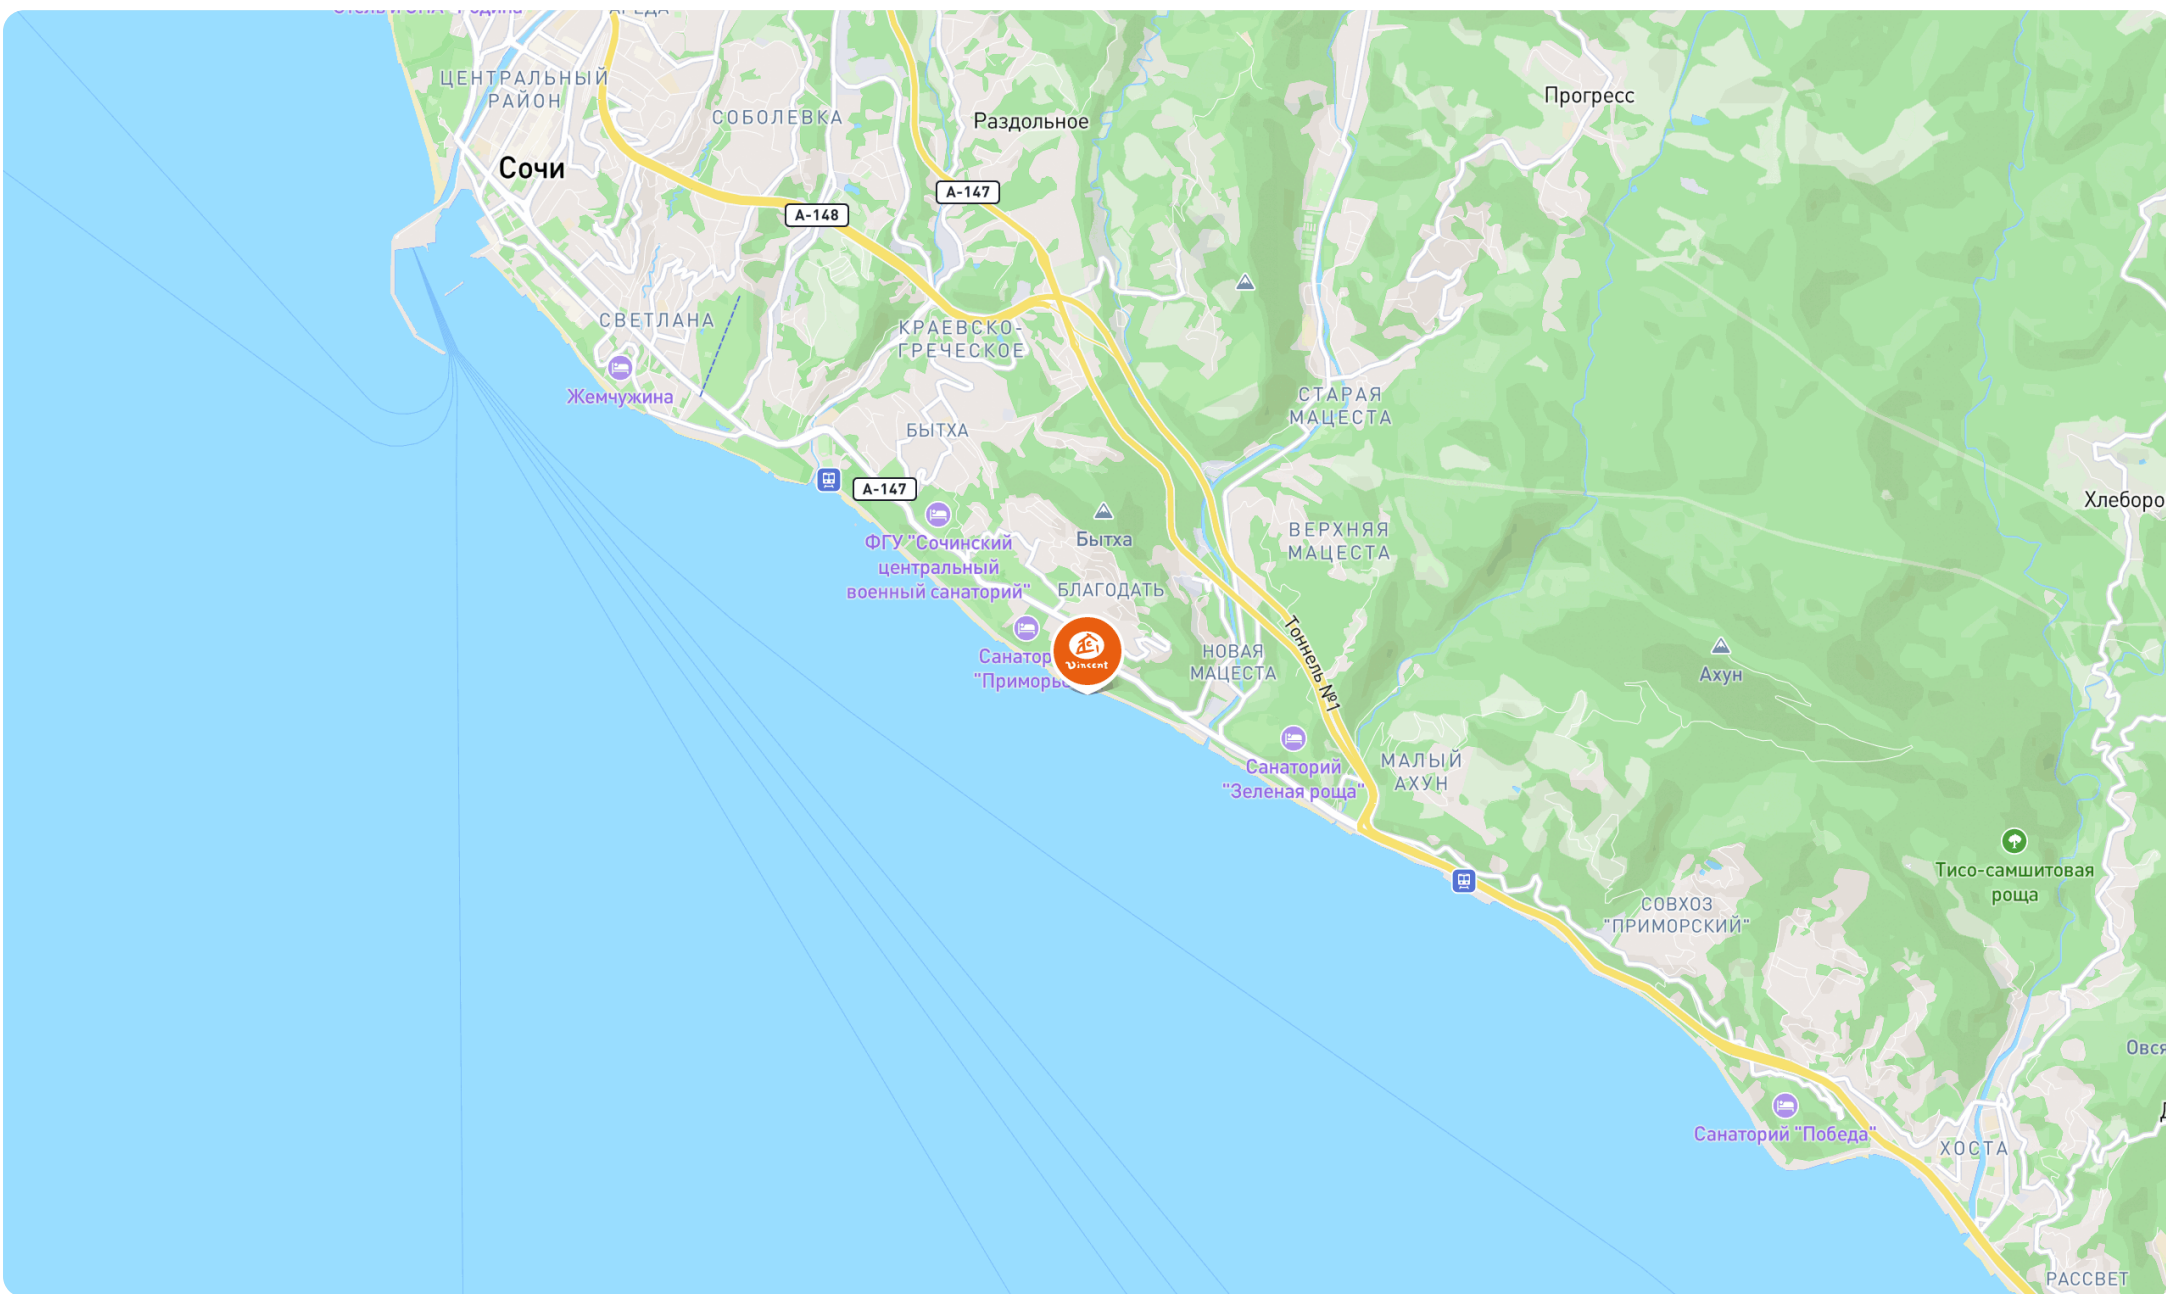 ЦЕНТРАЛЬНЫЙ
РАЙОН
СОБОЛЕВКА
Раздольное
Прогресс
Сочи
А-147
А-148
СВЕТЛАНА
КРАЕВСКО-
ГРЕЧЕСКОЕ
Жемчужина
СТАРАЯ
МАЦЕСТА
БЫТХА
А-147
Хлеборо
ФГУ "Сочинский
центральный
военный санаторий"
Бытха
ВЕРХНЯЯ
МАЦЕСТА
БЛАГОДАТЬ
Тоннель №1
Vincent
Санатор
"Приморь
НОВАЯ
МАЦЕСТА
Ахун
Санаторий
"Зеленая роща"
МАЛЫЙ
АХУН
Тисо-самшитовая
роща
СОВХОЗ
"ПРИМОРСКИЙ"
Овся
Санаторий "Победа"
ХОСТА
РАССВЕТ